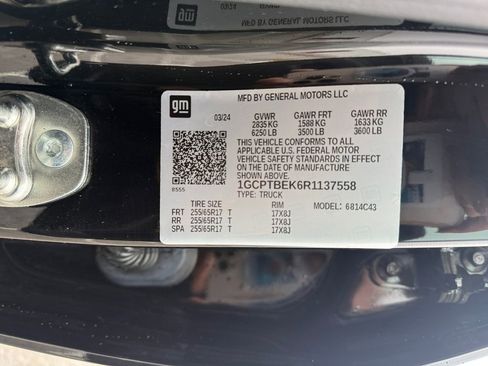 gm
MFD BY GENERAL MOTORS LLC
03/24 GVWR GAWR FRT GAWR RR
2835 KG 1588 KG 1633 KG
6250 LB 3500 LB 3600 LB
THIS VEHICLE CONFORMS TO ALL
APPLICABLE U.S. FEDERAL MOTOR
VEHICLE SAFETY STANDARDS IN EFFECT
ON THE DATE OF MANUFACTURE
SHOWN ABOVE.
1GCPTBEK6R1137558
8555 TYPE: TRUCK
TIRE SIZE RIM MODEL: 6814C43
FRT 255/65R17 T 17X8J
RR 255/65R17 T 17X8J
SPA 255/65R17 T 17X8J